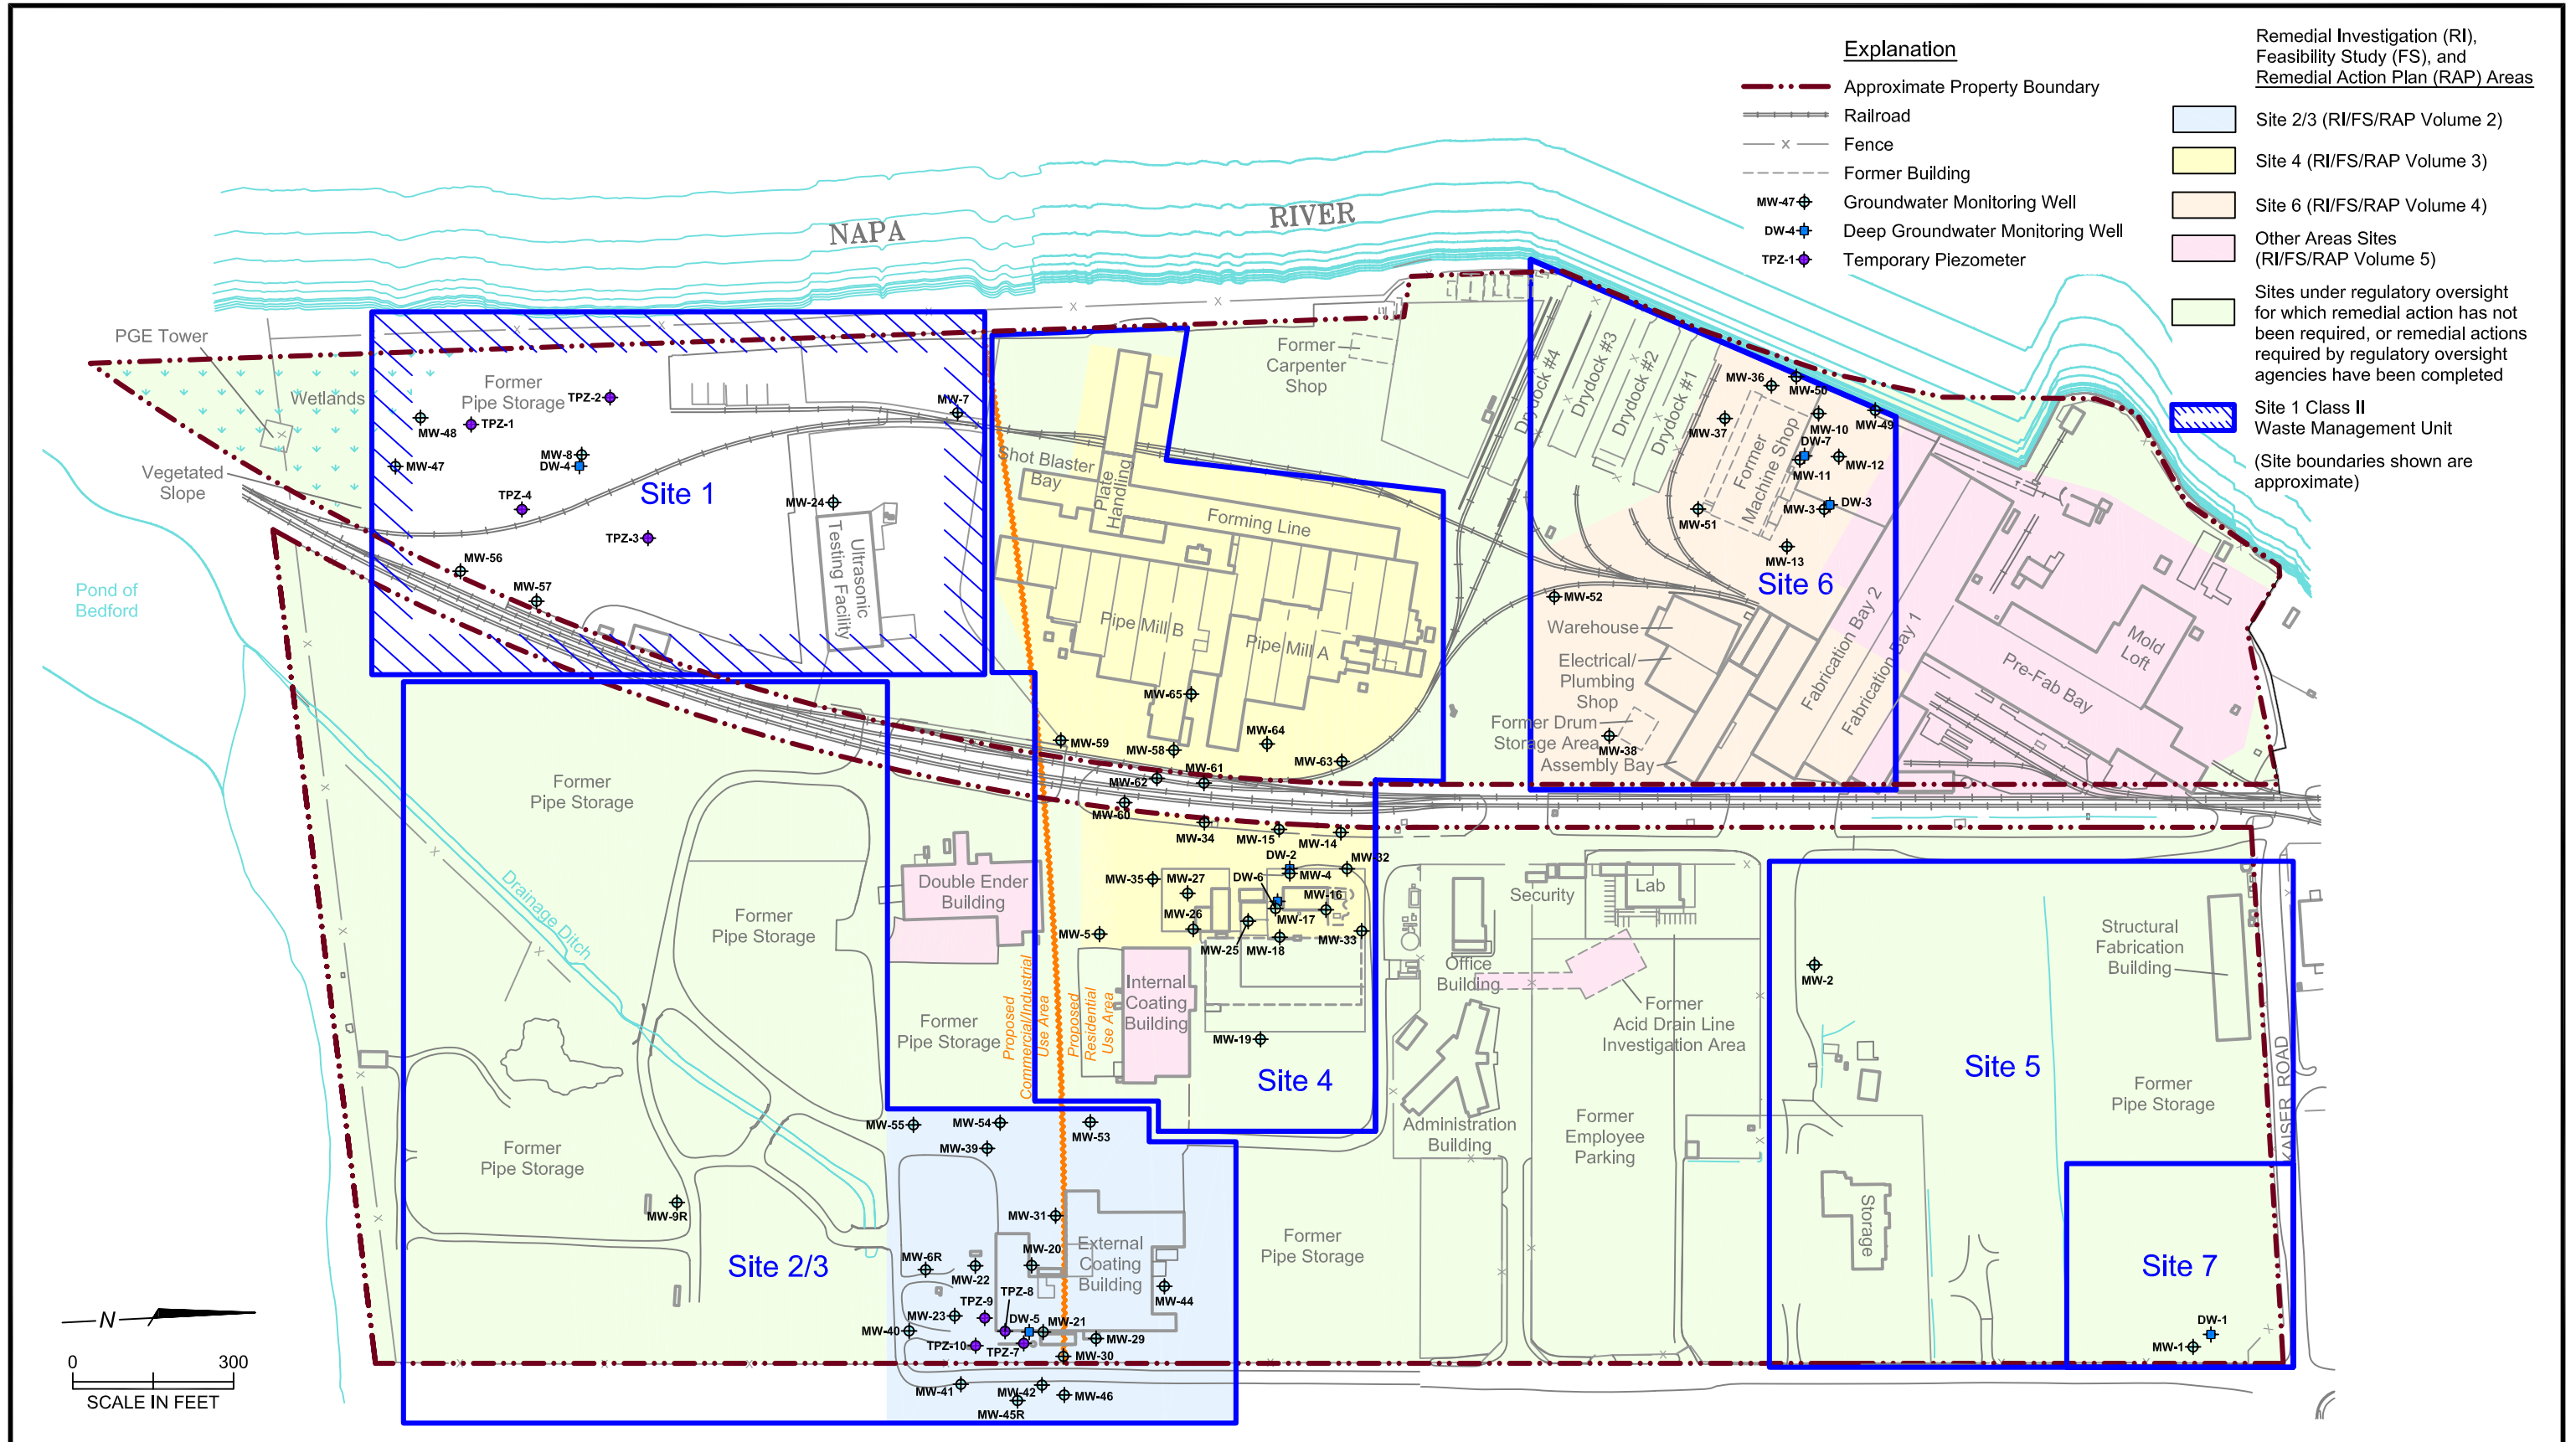 Explanation
Approximate Property Boundary
Railroad
Fence
Former Building
MW-47 Groundwater Monitoring Well
DW-4 Deep Groundwater Monitoring Well
TPZ-1 Temporary Piezometer
Remedial Investigation (RI),
Feasibility Study (FS), and
Remedial Action Plan (RAP) Areas
Site 2/3 (RI/FS/RAP Volume 2)
Site 4 (RI/FS/RAP Volume 3)
Site 6 (RI/FS/RAP Volume 4)
Other Areas Sites
(RI/FS/RAP Volume 5)
Sites under regulatory oversight
for which remedial action has not
been required, or remedial actions
required by regulatory oversight
agencies have been completed
Site 1 Class II
Waste Management Unit
(Site boundaries shown are
approximate)
NAPA RIVER
PGE Tower
Wetlands
Vegetated
Slope
Pond of
Bedford
Former
Pipe Storage
TPZ-2
TPZ-1
MW-48
MW-47
MW-8
DW-4
TPZ-4
TPZ-3
MW-56
MW-57
MW-7
MW-24
Site 1
Ultrasonic
Testing Facility
Shot Blaster
Bay
Plate
Handling
Forming Line
Pipe Mill B
Pipe Mill A
Former
Carpenter
Shop
MW-65
MW-64
MW-59
MW-58
MW-63
MW-61
MW-62
MW-60
MW-34
MW-15
MW-14
Drydock #4
Drydock #3
Drydock #2
Drydock #1
MW-36
MW-50
MW-37
MW-49
MW-10
DW-7
MW-12
MW-11
Former
Machine Shop
DW-3
MW-3
MW-51
MW-13
Site 6
MW-52
Warehouse
Electrical/
Plumbing
Shop
Former Drum
Storage Area
MW-38
Assembly Bay
Fabrication Bay 2
Fabrication Bay 1
Pre-Fab Bay
Mold
Loft
Former
Pipe Storage
Drainage Ditch
Former
Pipe Storage
Double Ender
Building
Former
Pipe Storage
Proposed
Commercial/Industrial
Use Area
Proposed
Residential
Use Area
DW-2
MW-32
MW-35
MW-27
DW-6
MW-4
MW-16
MW-26
MW-17
MW-5
MW-25
MW-18
MW-33
Internal
Coating
Building
MW-19
Site 4
Security
Lab
Office
Building
Former
Acid Drain Line
Investigation Area
Administration
Building
Former
Employee
Parking
MW-2
Structural
Fabrication
Building
Site 5
Former
Pipe Storage
KAISER ROAD
Storage
Site 7
DW-1
MW-1
Former
Pipe Storage
MW-9R
Site 2/3
MW-55
MW-54
MW-53
MW-39
MW-31
MW-6R
MW-20
MW-22
External
Coating
Building
MW-44
TPZ-8
TPZ-9
MW-23
DW-5
MW-21
MW-40
TPZ-10
TPZ-7
MW-29
MW-30
MW-41
MW-42
MW-46
MW-45R
Former
Pipe Storage
N
0 300
SCALE IN FEET